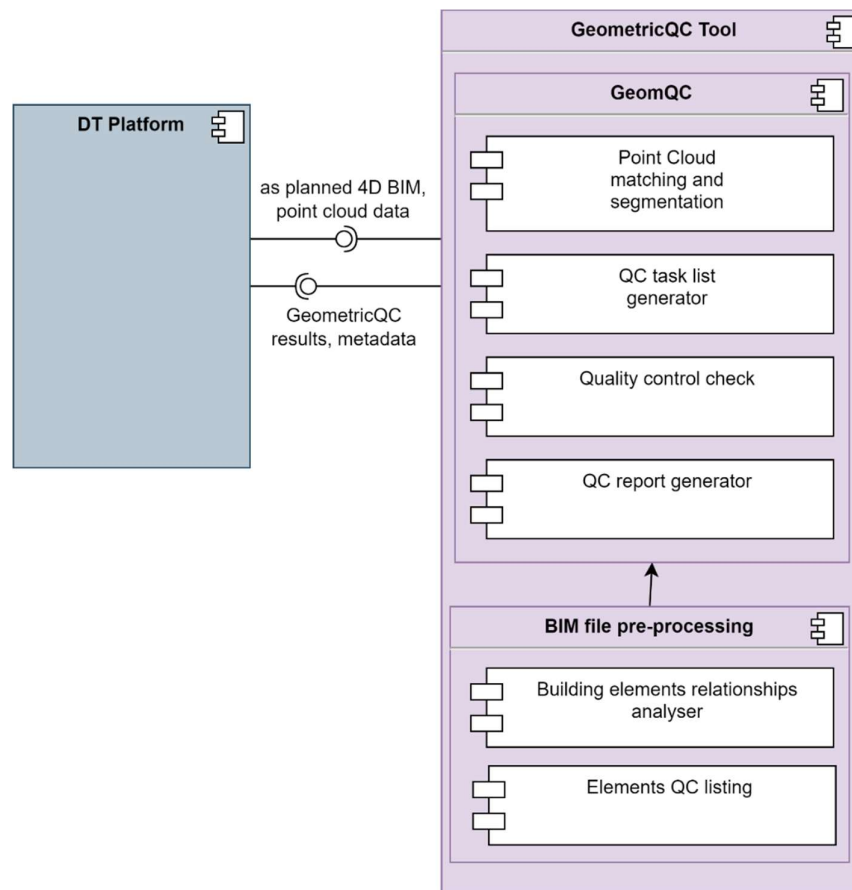 GeometricQC Tool
GeomQC
DT Platform
Point Cloud
matching and
segmentation
as planned 4D BIM,
point cloud data
QC task list
generator
GeometricQC
results, metadata
Quality control check
QC report generator
BIM file pre-processing
Building elements relationships
analyser
Elements QC listing